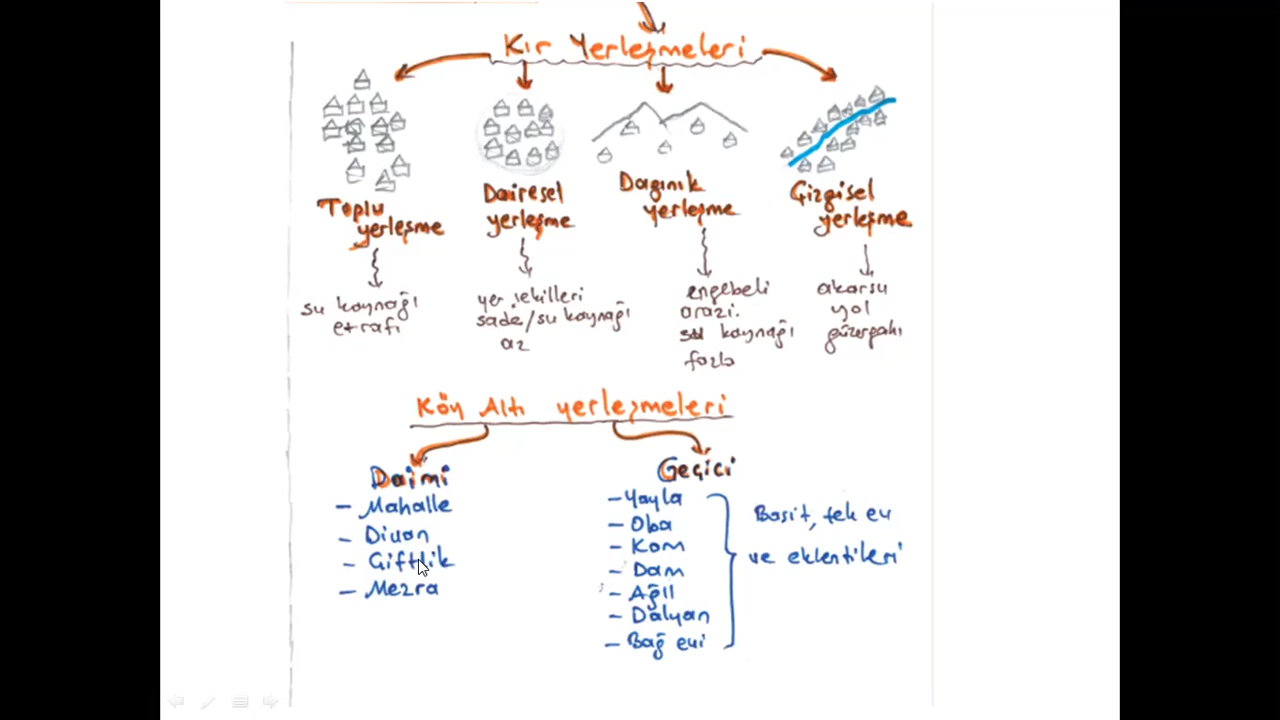 Kır Yerleşmeleri
Toplu
yerleşme
su kaynağı
etrafı
Dairesel
yerleşme
yer şekilleri
sade/su kaynağı
az
Dağınık
yerleşme
engebeli
arazi.
su kaynağı
fazla
Çizgisel
yerleşme
akarsu
yol
güzergahı
Köy Altı yerleşmeleri
Daimi
- Mahalle
- Divan
- Çiftlik
- Mezra
Geçici
- Yayla
- Oba
- Kom
- Dam
- Ağıl
- Dalyan
- Bağ evi
Basit, tek ev
ve eklentileri